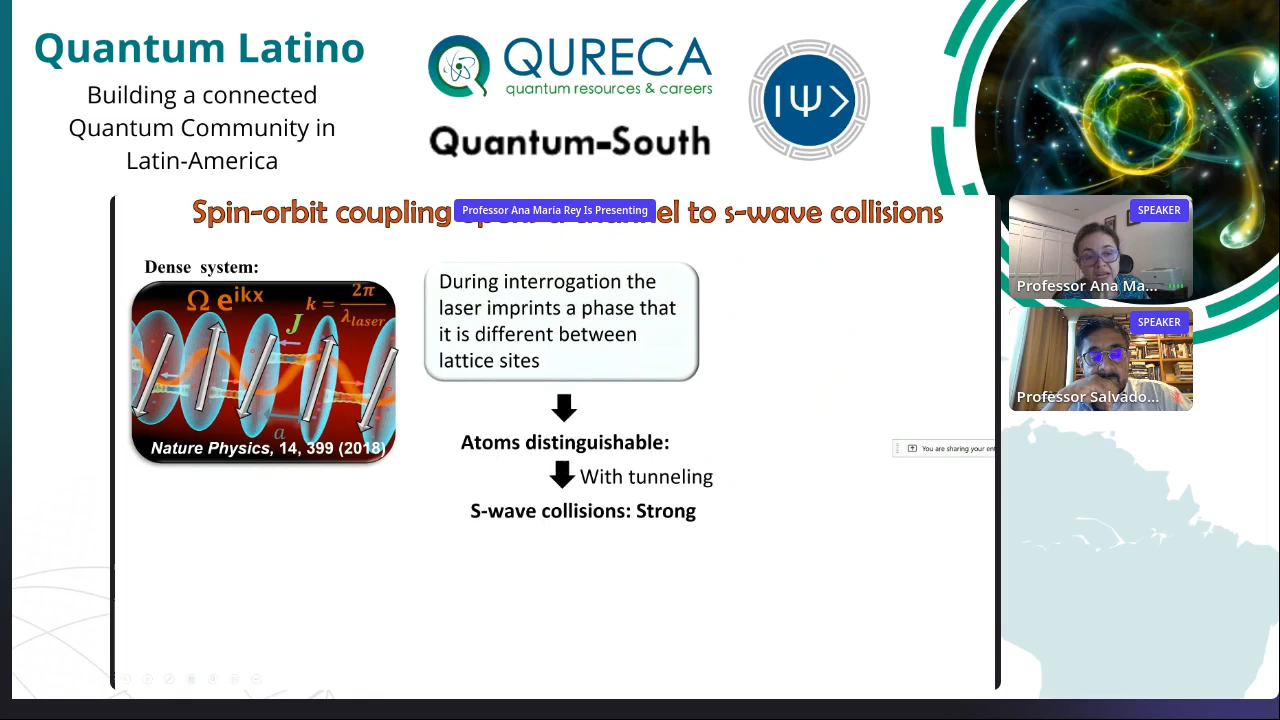 Quantum Latino
Building a connected
Quantum Community in
Latin-America
QURECA
quantum resources & careers
Quantum-South
|Ψ>
Spin-orbit coupling
Professor Ana María Rey Is Presenting
el to s-wave collisions
Dense system:
Ω e^ikx
k = 2π
λlaser
J
a
Nature Physics, 14, 399 (2018)
During interrogation the
laser imprints a phase that
it is different between
lattice sites
Atoms distinguishable:
With tunneling
S-wave collisions: Strong
You are sharing your ent
SPEAKER
Professor Ana Ma...
SPEAKER
Professor Salvado...